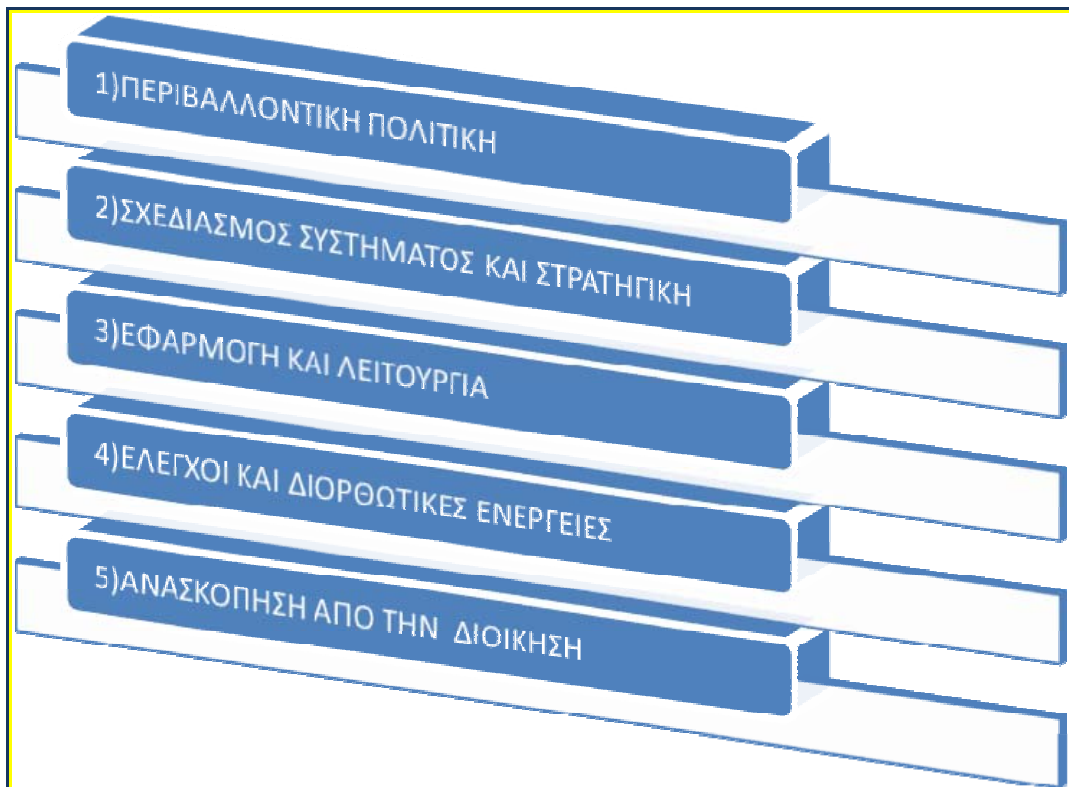 1)ΠΕΡΙΒΑΛΛΟΝΤΙΚΗ ΠΟΛΙΤΙΚΗ
2)ΣΧΕΔΙΑΣΜΟΣ ΣΥΣΤΗΜΑΤΟΣ ΚΑΙ ΣΤΡΑΤΗΓΙΚΗ
3)ΕΦΑΡΜΟΓΗ ΚΑΙ ΛΕΙΤΟΥΡΓΙΑ
4)ΕΛΕΓΧΟΙ ΚΑΙ ΔΙΟΡΘΩΤΙΚΕΣ ΕΝΕΡΓΕΙΕΣ
5)ΑΝΑΣΚΟΠΗΣΗ ΑΠΟ ΤΗΝ ΔΙΟΙΚΗΣΗ